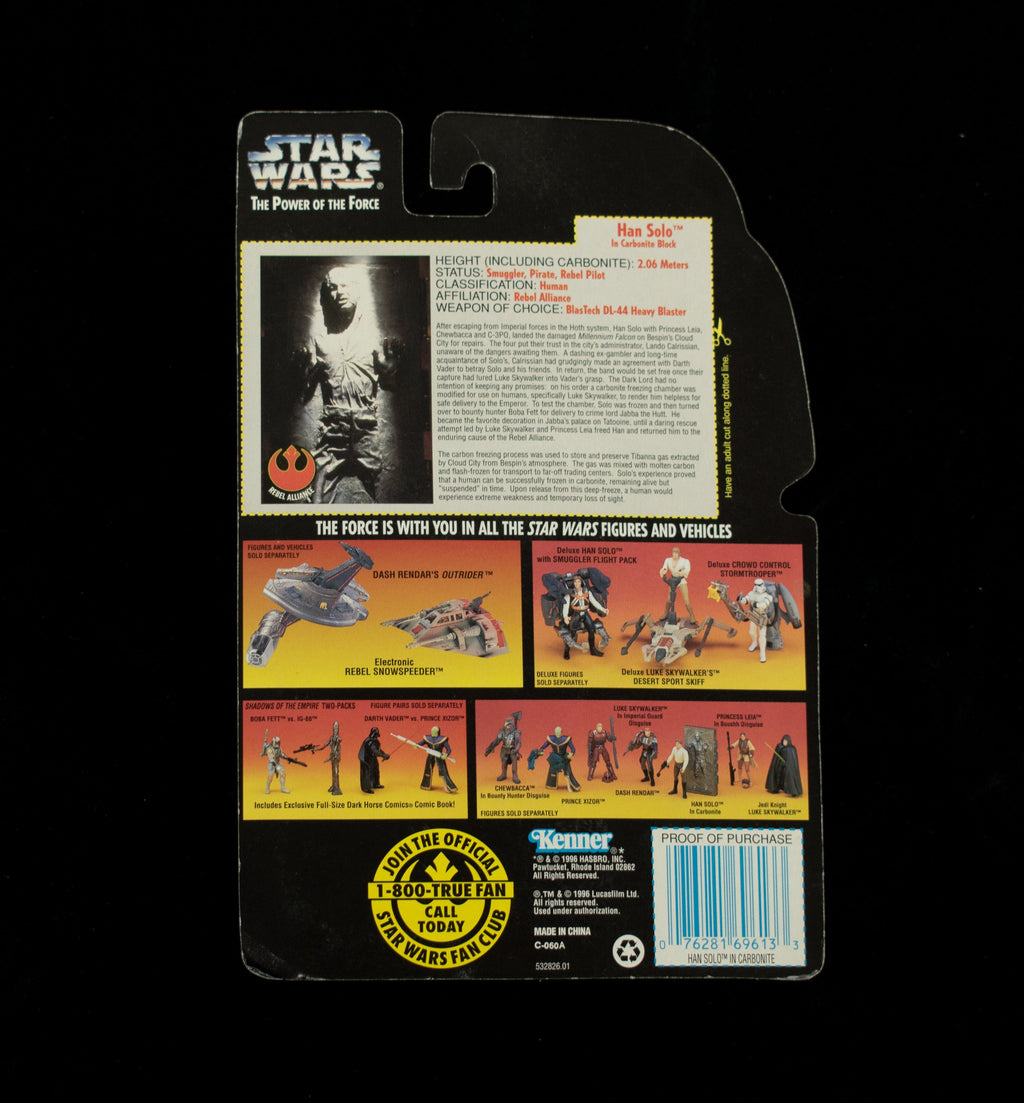 STAR
WARS®
THE POWER OF THE FORCE
Han Solo™
In Carbonite Block
HEIGHT (INCLUDING CARBONITE): 2.06 Meters
STATUS: Smuggler, Pirate, Rebel Pilot
CLASSIFICATION: Human
AFFILIATION: Rebel Alliance
WEAPON OF CHOICE: BlasTech DL-44 Heavy Blaster
After escaping from Imperial forces in the Hoth system, Han Solo with Princess Leia,
Chewbacca and C-3PO, landed the damaged Millennium Falcon on Bespin's Cloud
City for repairs. The four put their trust in the city's administrator, Lando Calrissian,
unaware of the dangers awaiting them. A dashing ex-gambler and long-time
acquaintance of Solo's, Calrissian had grudgingly made an agreement with Darth
Vader to betray Solo and his friends. In return, the band would be set free once their
capture had lured Luke Skywalker into Vader's grasp. The Dark Lord had no
intention of keeping any promises: on his order a carbonite freezing chamber was
modified for use on humans, specifically Luke Skywalker, to render him helpless for
safe delivery to the Emperor. To test the chamber, Solo was frozen and then turned
over to bounty hunter Boba Fett for delivery to crime lord Jabba the Hutt. He
became the favorite decoration in Jabba's palace on Tatooine, until a daring rescue
attempt led by Luke Skywalker and Princess Leia freed Han and returned him to the
enduring cause of the Rebel Alliance.
The carbon freezing process was used to store and preserve Tibanna gas extracted
by Cloud City from Bespin's atmosphere. The gas was mixed with molten carbon
and flash-frozen for transport to far-off trading centers. Solo's experience proved
that a human can be successfully frozen in carbonite, remaining alive but
"suspended" in time. Upon release from this deep-freeze, a human would
experience extreme weakness and temporary loss of sight.
REBEL ALLIANCE
Have an adult cut along dotted line.
THE FORCE IS WITH YOU IN ALL THE STAR WARS FIGURES AND VEHICLES
FIGURES AND VEHICLES
SOLD SEPARATELY
DASH RENDAR'S OUTRIDER™
Electronic
REBEL SNOWSPEEDER™
Deluxe HAN SOLO™
with SMUGGLER FLIGHT PACK
Deluxe CROWD CONTROL
STORMTROOPER™
DELUXE FIGURES
SOLD SEPARATELY
Deluxe LUKE SKYWALKER'S™
DESERT SPORT SKIFF
SHADOWS OF THE EMPIRE TWO-PACKS
FIGURE PAIRS SOLD SEPARATELY
BOBA FETT™ vs. IG-88™
DARTH VADER™ vs. PRINCE XIZOR™
Includes Exclusive Full-Size Dark Horse Comics® Comic Book!
LUKE SKYWALKER™
In Imperial Guard
Disguise
PRINCESS LEIA™
In Boushh Disguise
CHEWBACCA™
In Bounty Hunter Disguise
PRINCE XIZOR™
DASH RENDAR™
HAN SOLO™
In Carbonite
Jedi Knight
LUKE SKYWALKER™
FIGURES SOLD SEPARATELY
JOIN THE OFFICIAL
1-800-TRUE FAN
CALL
TODAY
STAR WARS FAN CLUB
Kenner®*
*® & © 1996 HASBRO, INC.
Pawtucket, Rhode Island 02862
All Rights Reserved.
®,TM & © 1996 Lucasfilm Ltd.
All rights reserved.
Used under authorization.
MADE IN CHINA
C-060A
532826.01
PROOF OF PURCHASE
0 76281 69613 3
HAN SOLO™ IN CARBONITE